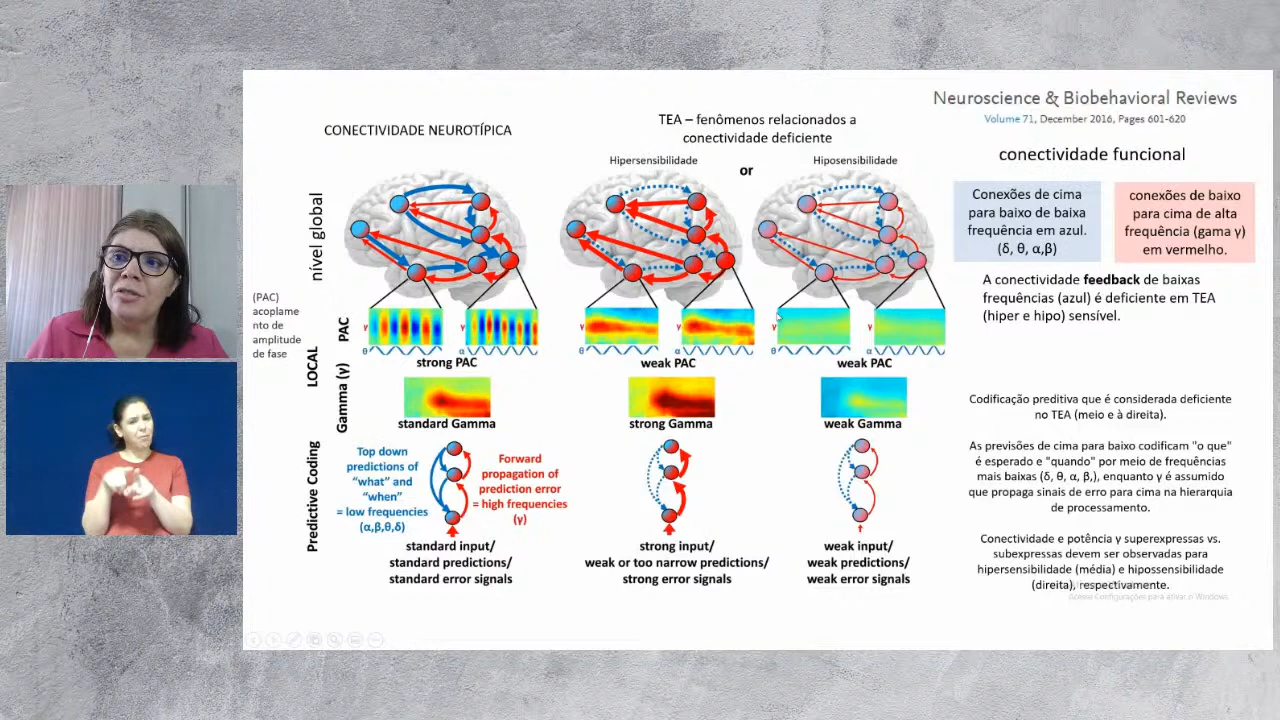 Neuroscience & Biobehavioral Reviews
Volume 71, December 2016, Pages 601-620
CONECTIVIDADE NEUROTÍPICA
TEA – fenômenos relacionados a
conectividade deficiente
Hipersensibilidade
or
Hiposensibilidade
conectividade funcional
nível global
Conexões de cima
para baixo de baixa
frequência em azul.
(δ, θ, α,β)
conexões de baixo
para cima de alta
frequência (gama γ)
em vermelho.
A conectividade feedback de baixas
frequências (azul) é deficiente em TEA
(hiper e hipo) sensível.
(PAC)
acoplame
nto de
amplitude
de fase
LOCAL
PAC
γ
γ
γ
γ
γ
γ
θ
α
θ
α
θ
α
strong PAC
weak PAC
weak PAC
Gamma (γ)
standard Gamma
strong Gamma
weak Gamma
Codificação preditiva que é considerada deficiente
no TEA (meio e à direita).
Predictive Coding
Top down
predictions of
“what” and
“when”
= low frequencies
(α,β,θ,δ)
Forward
propagation of
prediction error
= high frequencies
(γ)
As previsões de cima para baixo codificam "o que"
é esperado e "quando" por meio de frequências
mais baixas (δ, θ, α, β,), enquanto γ é assumido
que propaga sinais de erro para cima na hierarquia
de processamento.
standard input/
standard predictions/
standard error signals
strong input/
weak or too narrow predictions/
strong error signals
weak input/
weak predictions/
weak error signals
Conectividade e potência γ superexpressas vs.
subexpressas devem ser observadas para
hipersensibilidade (média) e hipossensibilidade
(direita), respectivamente.
Acesse Configurações para ativar o Windows.